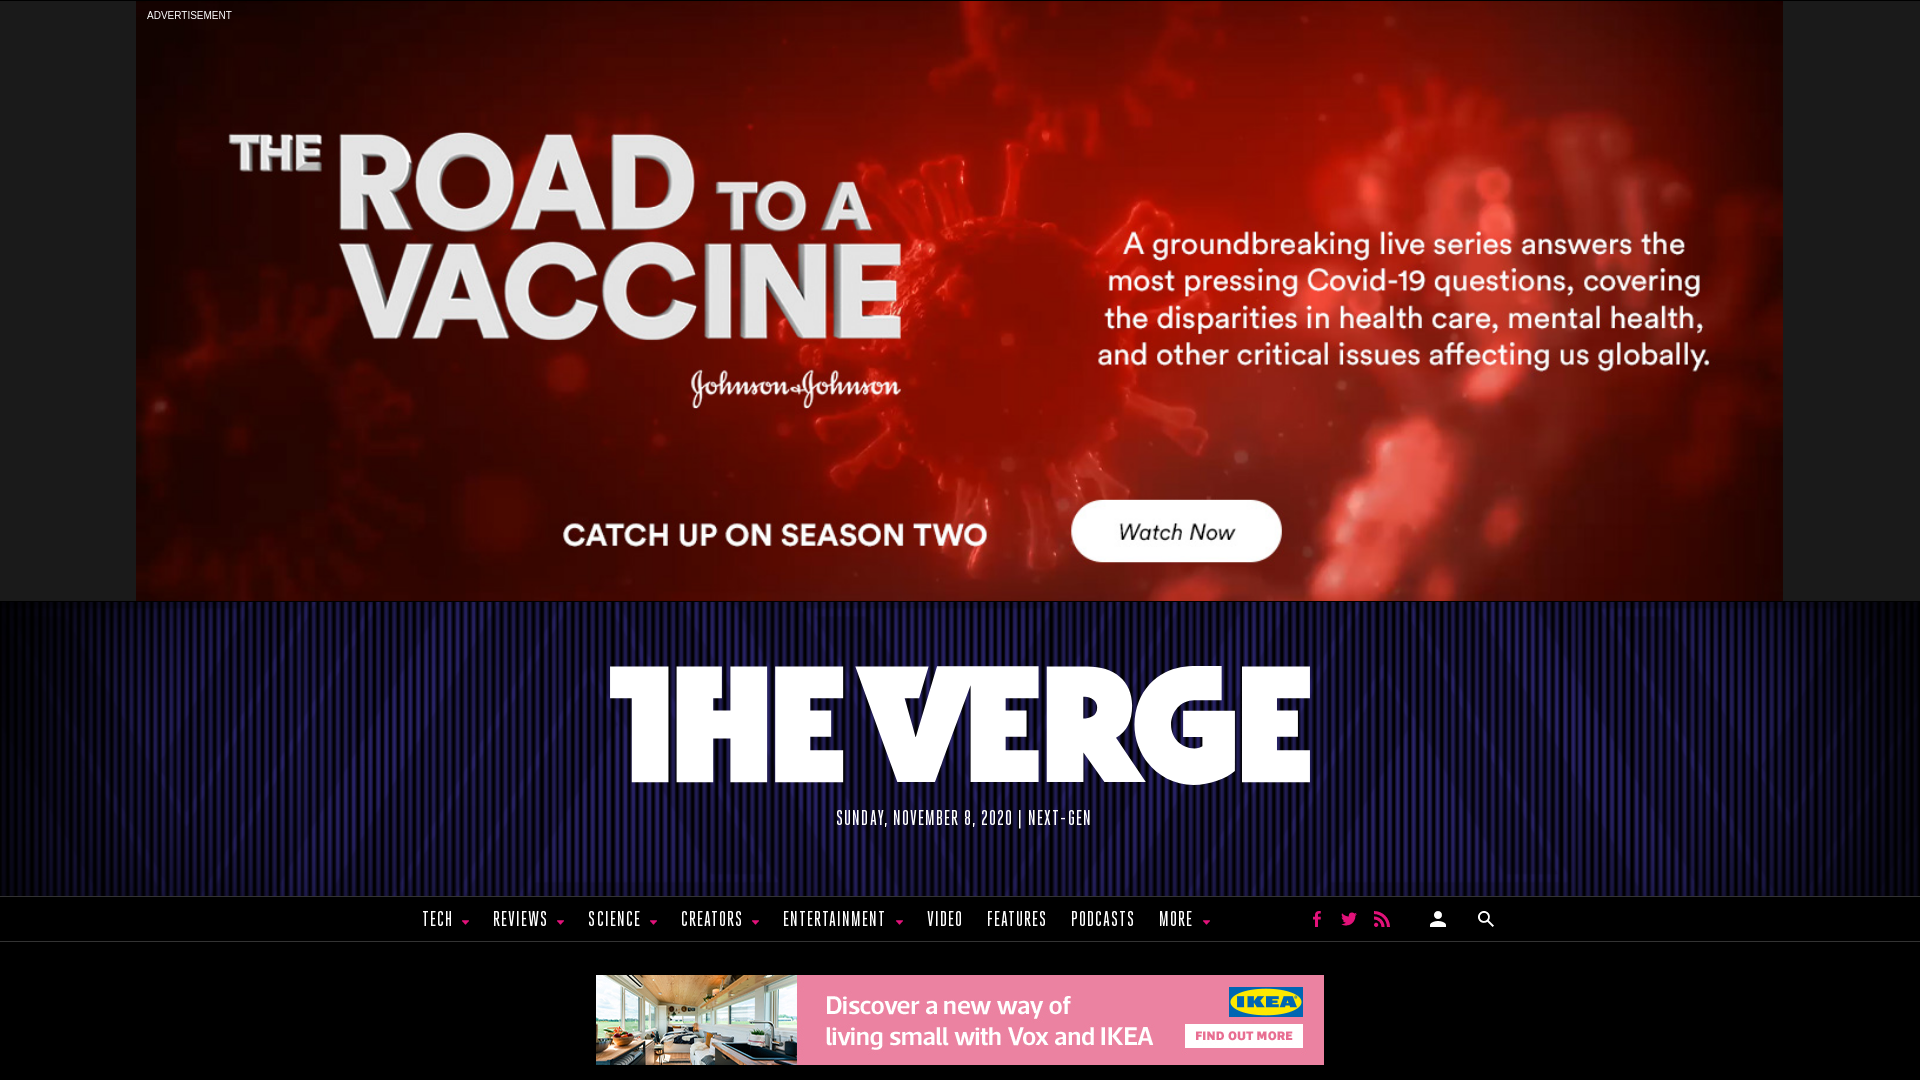 ADVERTISEMENT
THE ROAD TO A
VACCINE
Johnson & Johnson
A groundbreaking live series answers the
most pressing Covid-19 questions, covering
the disparities in health care, mental health,
and other critical issues affecting us globally.
CATCH UP ON SEASON TWO
Watch Now
THE VERGE
SUNDAY, NOVEMBER 8, 2020 | NEXT-GEN
TECH REVIEWS SCIENCE CREATORS ENTERTAINMENT VIDEO FEATURES PODCASTS MORE
Discover a new way of
living small with Vox and IKEA
IKEA
FIND OUT MORE